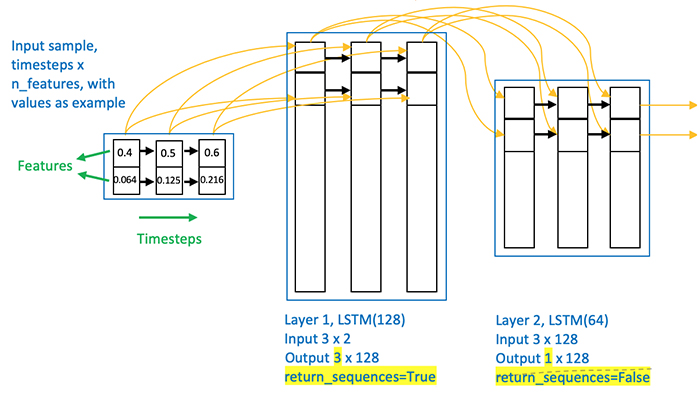 Input sample,
timesteps x
n_features, with
values as example
Features
0.4 0.5 0.6
0.064 0.125 0.216
Timesteps
Layer 1, LSTM(128)
Input 3 x 2
Output 3 x 128
return_sequences=True
Layer 2, LSTM(64)
Input 3 x 128
Output 1 x 128
return_sequences=False